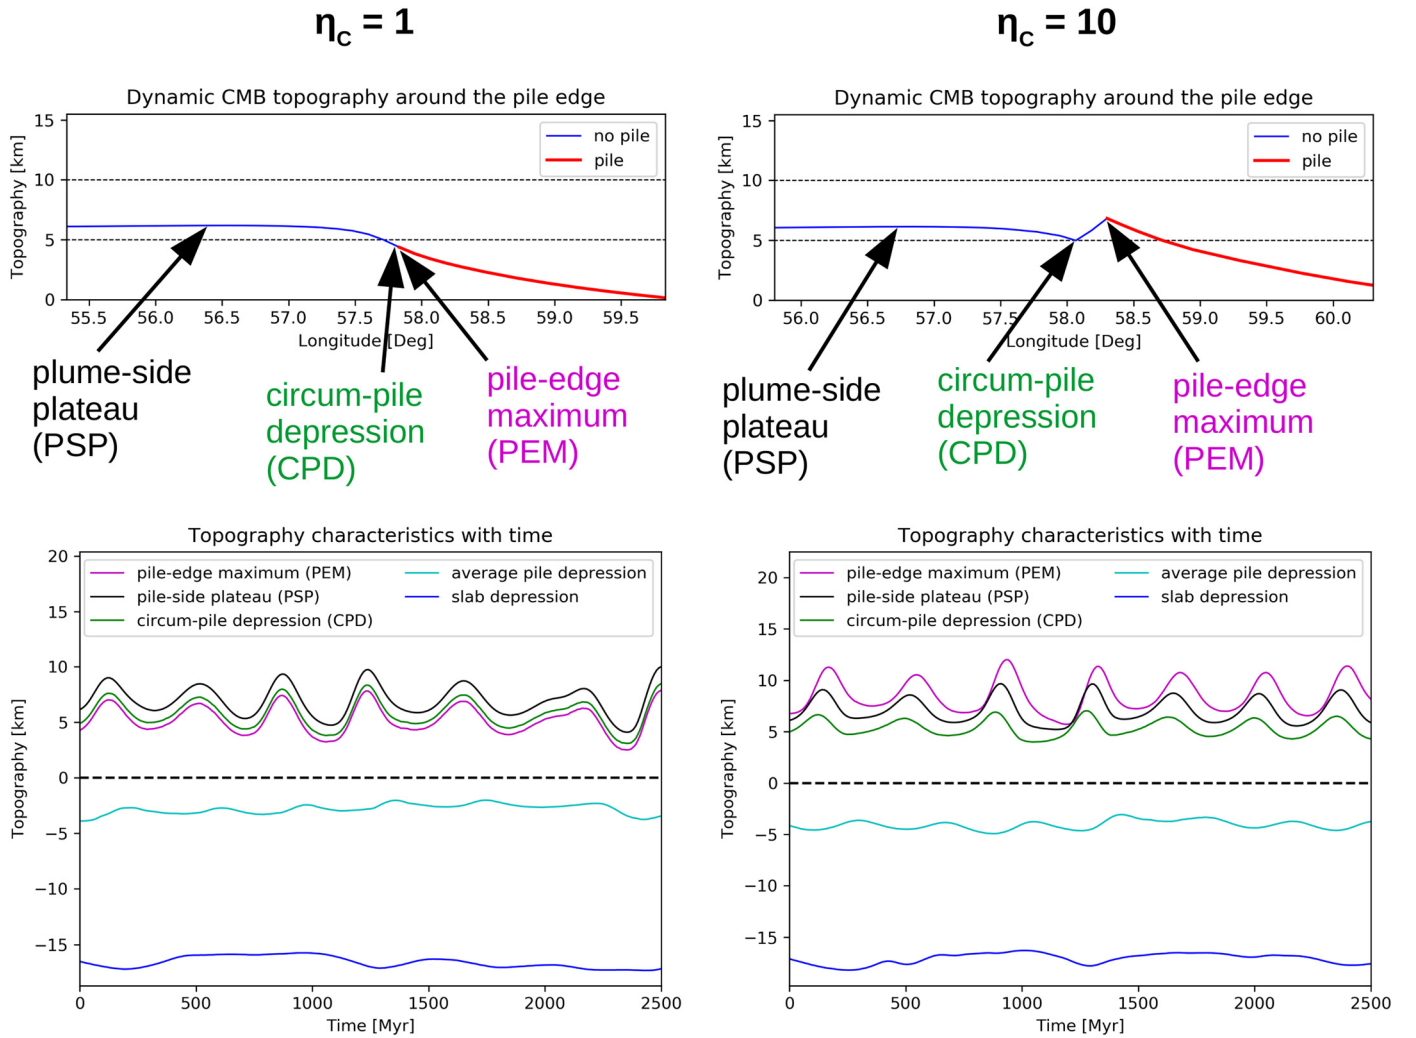 ηC = 1
ηC = 10
Dynamic CMB topography around the pile edge
Topography [km]
15
10
5
0
no pile
pile
55.5 56.0 56.5 57.0 57.5 58.0 58.5 59.0 59.5
Longitude [Deg]
plume-side
plateau
(PSP)
circum-pile
depression
(CPD)
pile-edge
maximum
(PEM)
Dynamic CMB topography around the pile edge
Topography [km]
15
10
5
0
no pile
pile
56.0 56.5 57.0 57.5 58.0 58.5 59.0 59.5 60.0
Longitude [Deg]
plume-side
plateau
(PSP)
circum-pile
depression
(CPD)
pile-edge
maximum
(PEM)
Topography characteristics with time
Topography [km]
20
15
10
5
0
−5
−10
−15
pile-edge maximum (PEM)
pile-side plateau (PSP)
circum-pile depression (CPD)
average pile depression
slab depression
0 500 1000 1500 2000 2500
Time [Myr]
Topography characteristics with time
Topography [km]
20
15
10
5
0
−5
−10
−15
pile-edge maximum (PEM)
pile-side plateau (PSP)
circum-pile depression (CPD)
average pile depression
slab depression
0 500 1000 1500 2000 2500
Time [Myr]